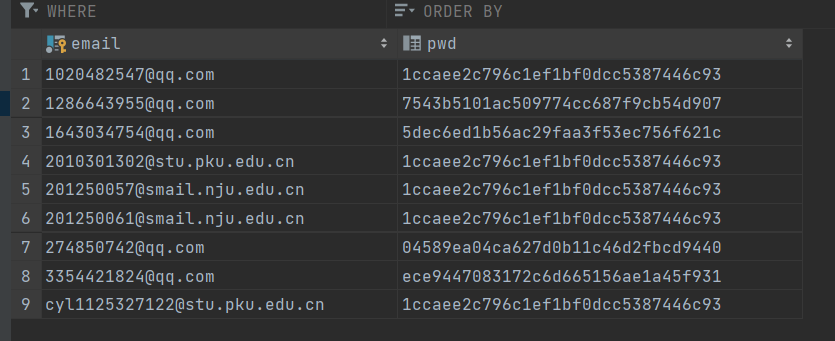 WHERE ORDER BY
email pwd
1 1020482547@qq.com 1ccaee2c796c1ef1bf0dcc5387446c93
2 1286643955@qq.com 7543b5101ac509774cc687f9cb54d907
3 1643034754@qq.com 5dec6ed1b56ac29faa3f53ec756f621c
4 2010301302@stu.pku.edu.cn 1ccaee2c796c1ef1bf0dcc5387446c93
5 201250057@smail.nju.edu.cn 1ccaee2c796c1ef1bf0dcc5387446c93
6 201250061@smail.nju.edu.cn 1ccaee2c796c1ef1bf0dcc5387446c93
7 274850742@qq.com 04589ea04ca627d0b11c46d2fbcd9440
8 3354421824@qq.com ece9447083172c6d665156ae1a45f931
9 cyl1125327122@stu.pku.edu.cn 1ccaee2c796c1ef1bf0dcc5387446c93